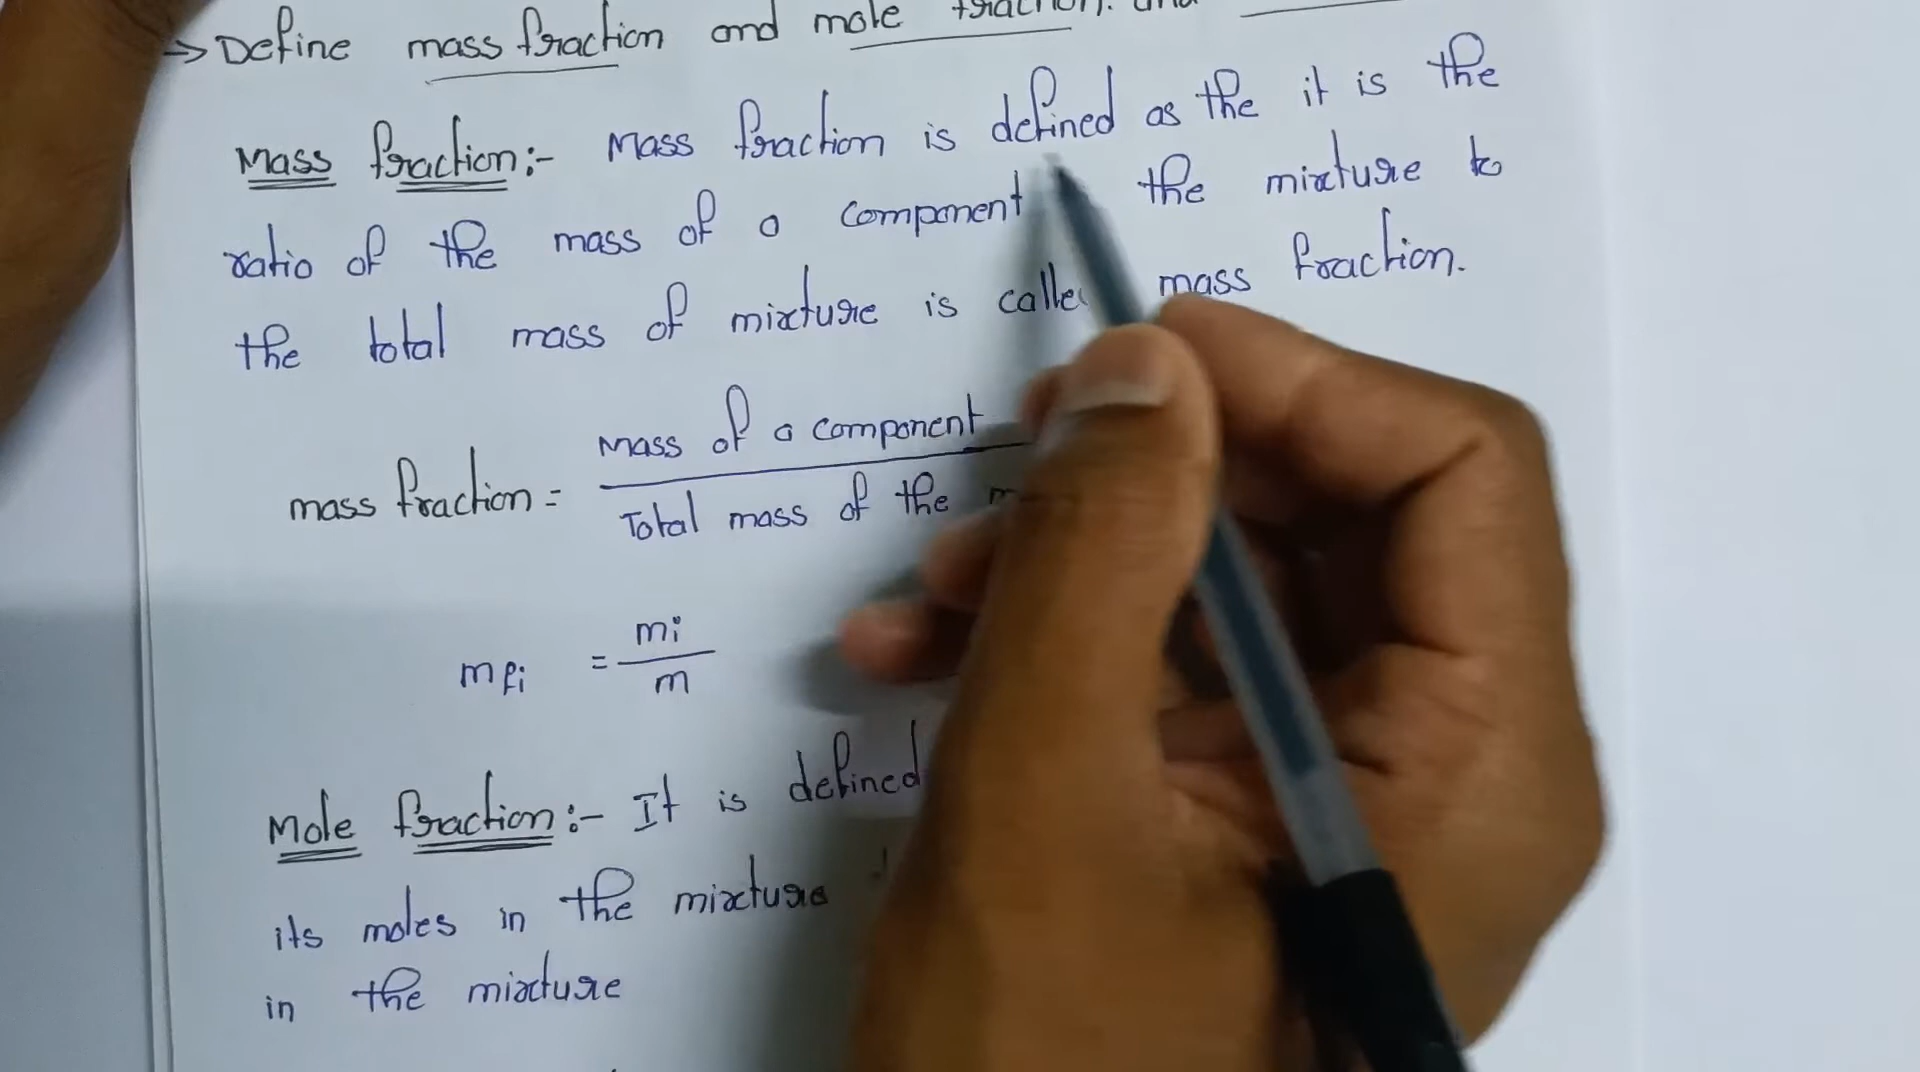 → Define mass fraction and mole fraction. and
Mass fraction:- Mass fraction is defined as the it is the
ratio of the mass of a component the mixture to
the total mass of mixture is called mass fraction.
mass fraction = Mass of a component
Total mass of the
mfi = mi
m
Mole fraction:- It is defined
its moles in the mixture
in the mixture